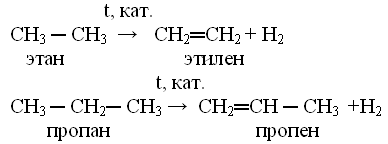 t, кат.
CH₃ ─ CH₃ → CH₂═CH₂ + H₂
этан этилен
t, кат.
CH₃ ─ CH₂─ CH₃ → CH₂═CH ─ CH₃ +H₂
пропан пропен